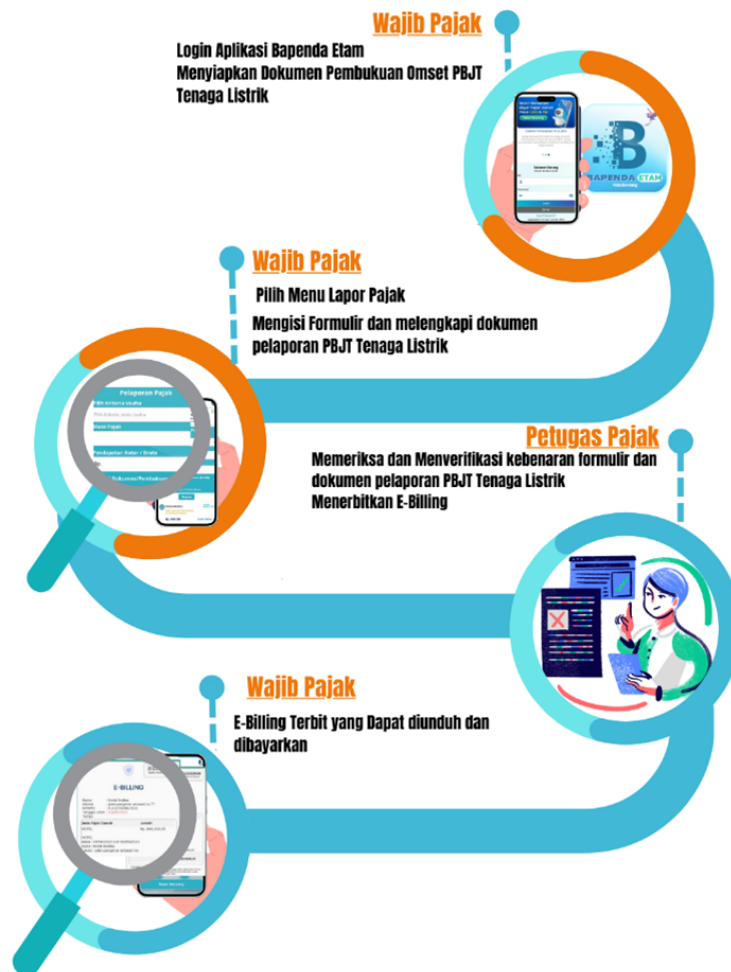 Wajib Pajak
Login Aplikasi Bapenda Etam
Menyiapkan Dokumen Pembukuan Omset PBJT
Tenaga Listrik
B
BAPENDA ETAM
Wajib Pajak
Pilih Menu Lapor Pajak
Mengisi Formulir dan melengkapi dokumen
pelaporan PBJT Tenaga Listrik
Pelaporan Pajak
Masa Pajak
Petugas Pajak
Memeriksa dan Menverifikasi kebenaran formulir dan
dokumen pelaporan PBJT Tenaga Listrik
Menerbitkan E-Billing
Wajib Pajak
E-Billing Terbit yang Dapat diunduh dan
dibayarkan
E-BILLING